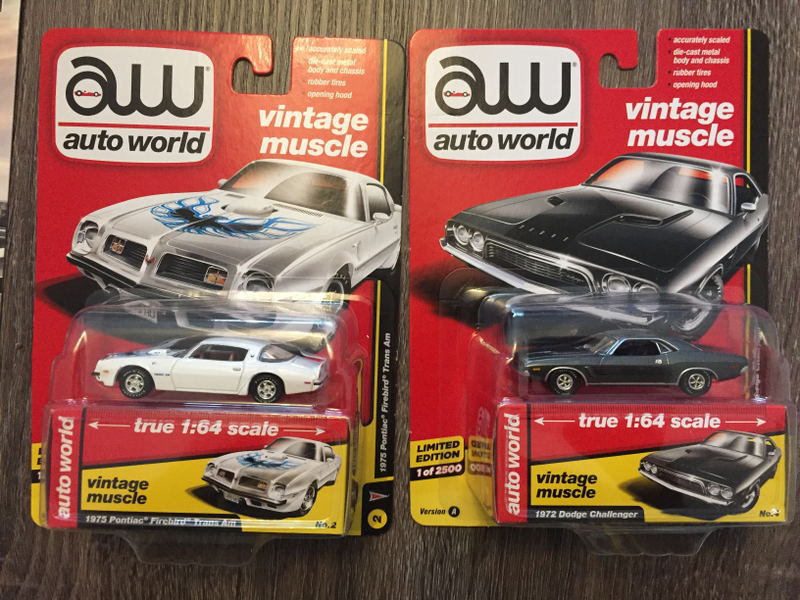 aw®
auto world
accurately scaled
die-cast metal
body and chassis
rubber tires
opening hood
vintage
muscle
1975 Pontiac® Firebird® Trans Am
2
auto world
true 1:64 scale
vintage
muscle
1975 Pontiac® Firebird® Trans Am
No.2
aw®
auto world
• accurately scaled
• die-cast metal
body and chassis
• rubber tires
• opening hood
vintage
muscle
DODGE
LIMITED
EDITION
1 of 2500
Version A
auto world
true 1:64 scale
vintage
muscle
1972 Dodge Challenger